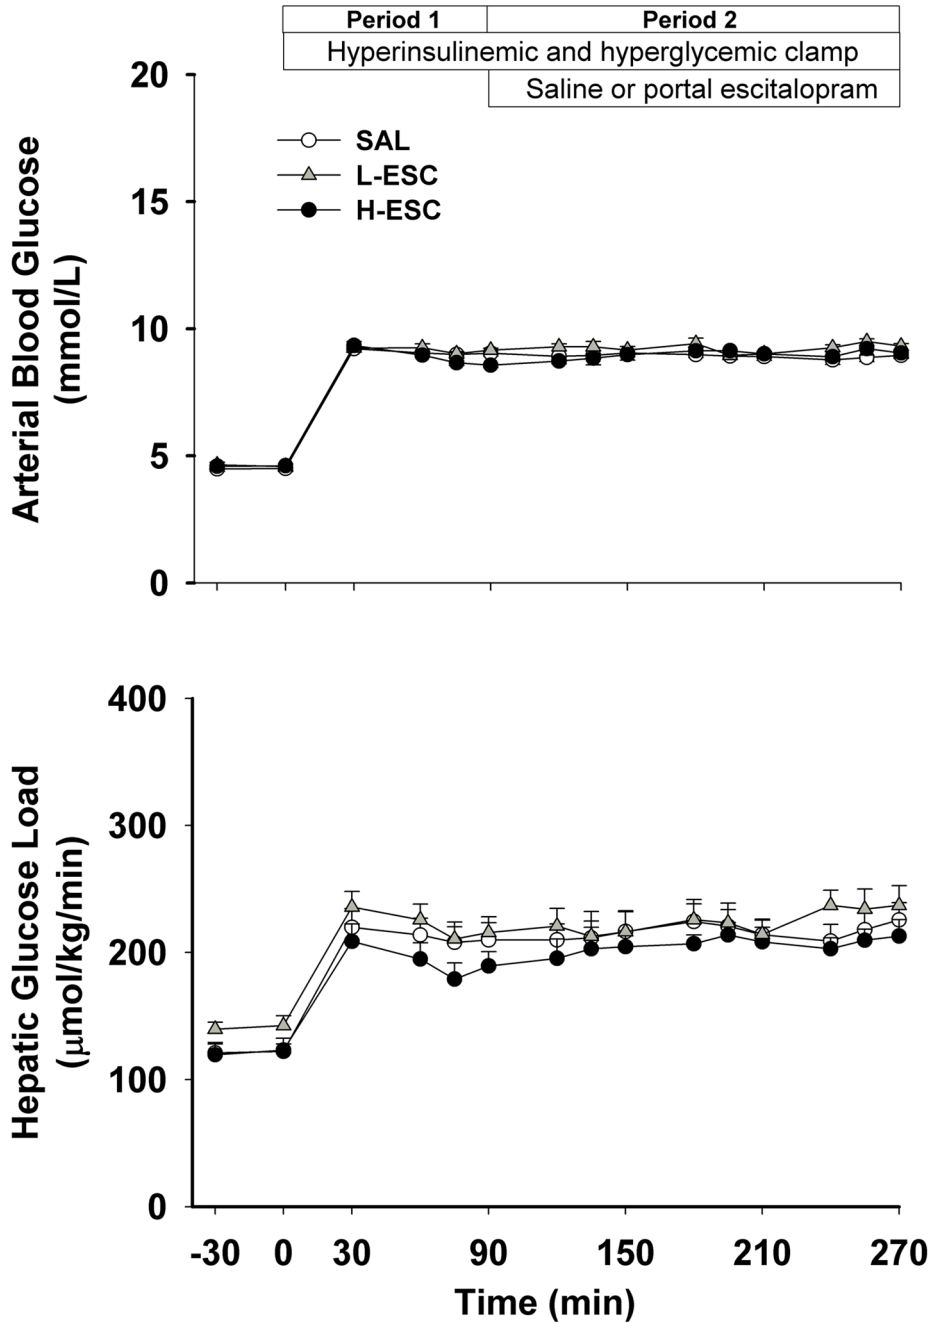 Period 1 Period 2
Hyperinsulinemic and hyperglycemic clamp
Saline or portal escitalopram
SAL
L-ESC
H-ESC
Arterial Blood Glucose
(mmol/L)
20
15
10
5
0
Hepatic Glucose Load
(μmol/kg/min)
400
300
200
100
0
-30 0 30 90 150 210 270
Time (min)